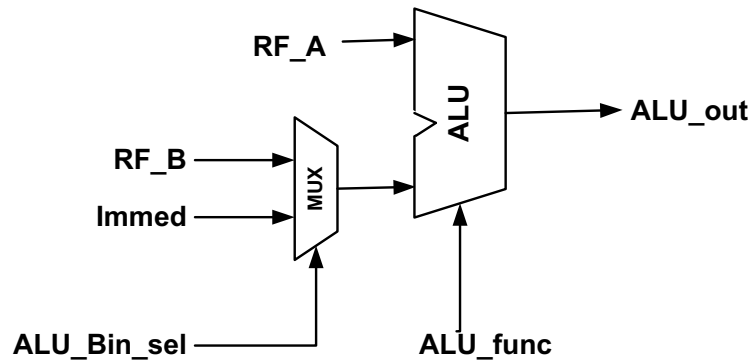 RF_A
ALU
ALU_out
RF_B
MUX
Immed
ALU_Bin_sel
ALU_func